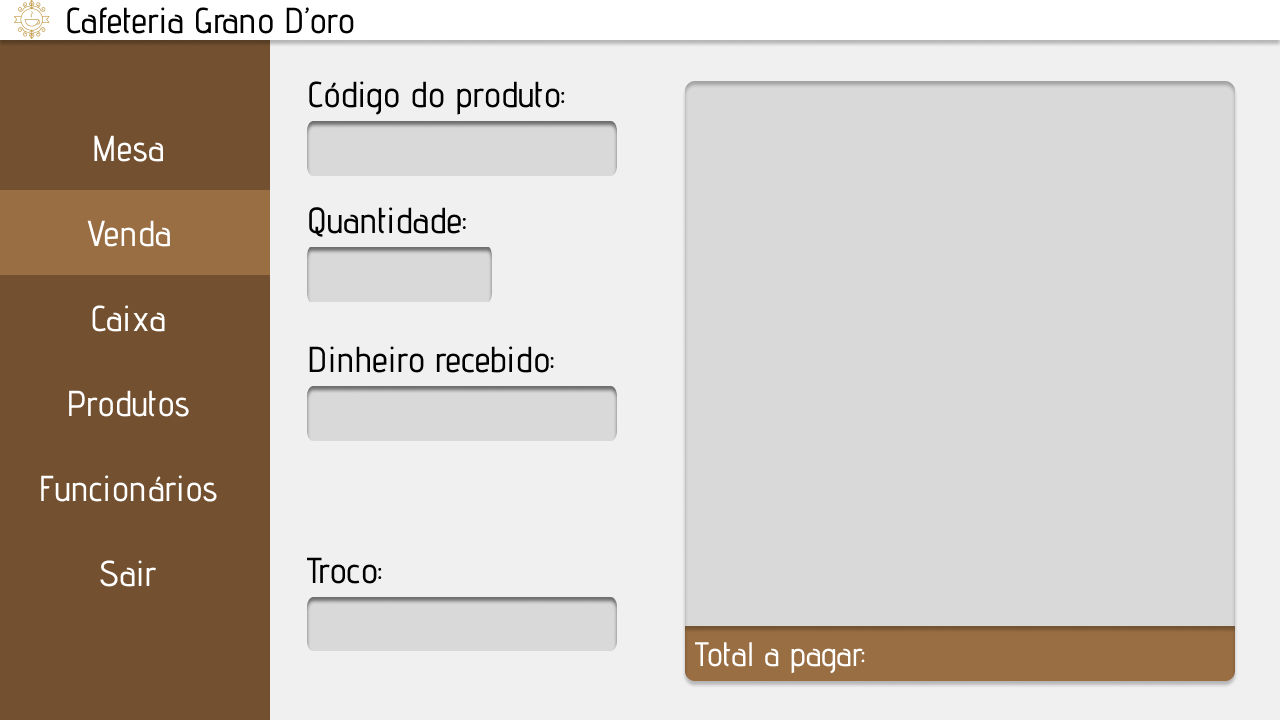 Cafeteria Grano D'oro
Mesa
Venda
Caixa
Produtos
Funcionários
Sair
Código do produto:
Quantidade:
Dinheiro recebido:
Troco:
Total a pagar: